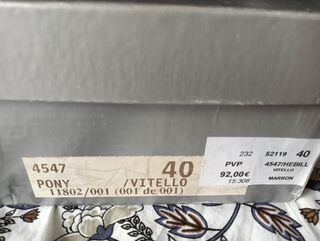 4547 40
PONY /VITELLO
11802/001 (001 de 001)
232 52119 40
PVP 4547/HEBILL
92,00€ VITELLO
15.308 MARRON